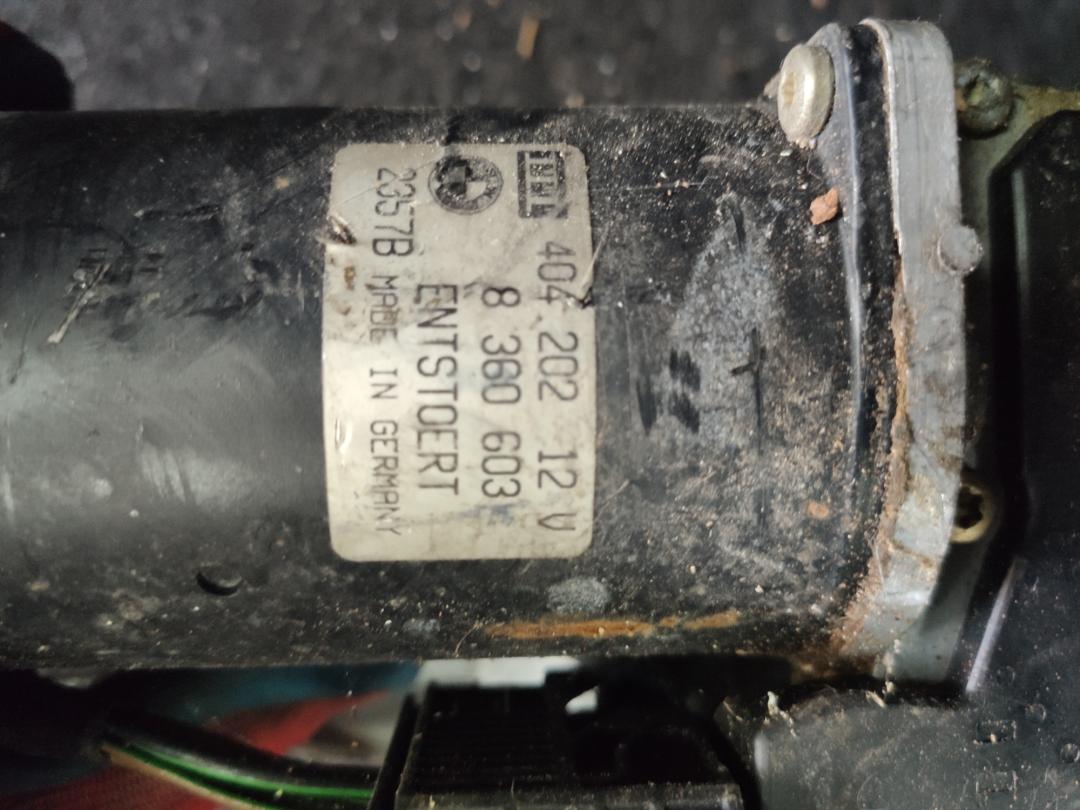 404.202 12 V
8 360 603
ENTSTOERT
2357B MADE IN GERMANY